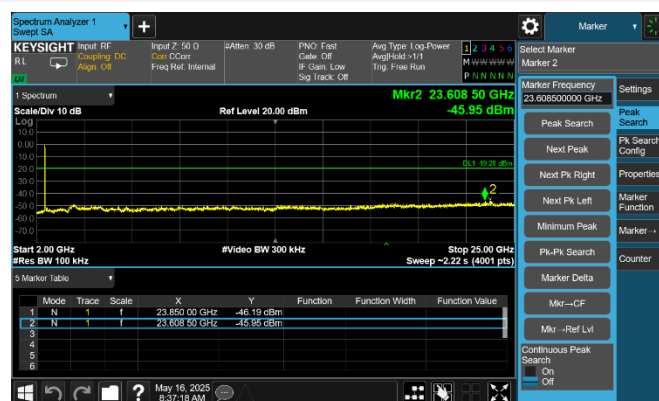 Spectrum Analyzer 1
Swept SA
+
Marker
KEYSIGHT
RL
Input: RF
Coupling: DC
Align: Off
Input Z: 50 Ω
Corr CCorr
Freq Ref: Internal
#Atten: 30 dB
PNO: Fast
Gate: Off
IF Gain: Low
Sig Track: Off
Avg Type: Log-Power
Avg|Hold:>1/1
Trig: Free Run
1 2 3 4 5 6
M W W W W W
P N N N N N
LW
Select Marker
Marker 2
1 Spectrum
Scale/Div 10 dB
Ref Level 20.00 dBm
Mkr2 23.608 50 GHz
-45.95 dBm
Log
10.0
0.00
-10.0
-20.0
-30.0
-40.0
-50.0
-60.0
-70.0
DL1 -19.28 dBm
2
Start 2.00 GHz
#Res BW 100 kHz
#Video BW 300 kHz
Stop 25.00 GHz
Sweep ~2.22 s (4001 pts)
5 Marker Table
Mode Trace Scale X Y Function Function Width Function Value
1 N 1 f 23.850 00 GHz -46.19 dBm
2 N 1 f 23.608 50 GHz -45.95 dBm
3
4
5
6
?
May 16, 2025
8:37:18 AM
Marker Frequency
23.608500000 GHz
Peak Search
Next Peak
Next Pk Right
Next Pk Left
Minimum Peak
Pk-Pk Search
Marker Delta
Mkr→CF
Mkr→Ref Lvl
Continuous Peak
Search
On
Off
Settings
Peak
Search
Pk Search
Config
Properties
Marker
Function
Marker→
Counter